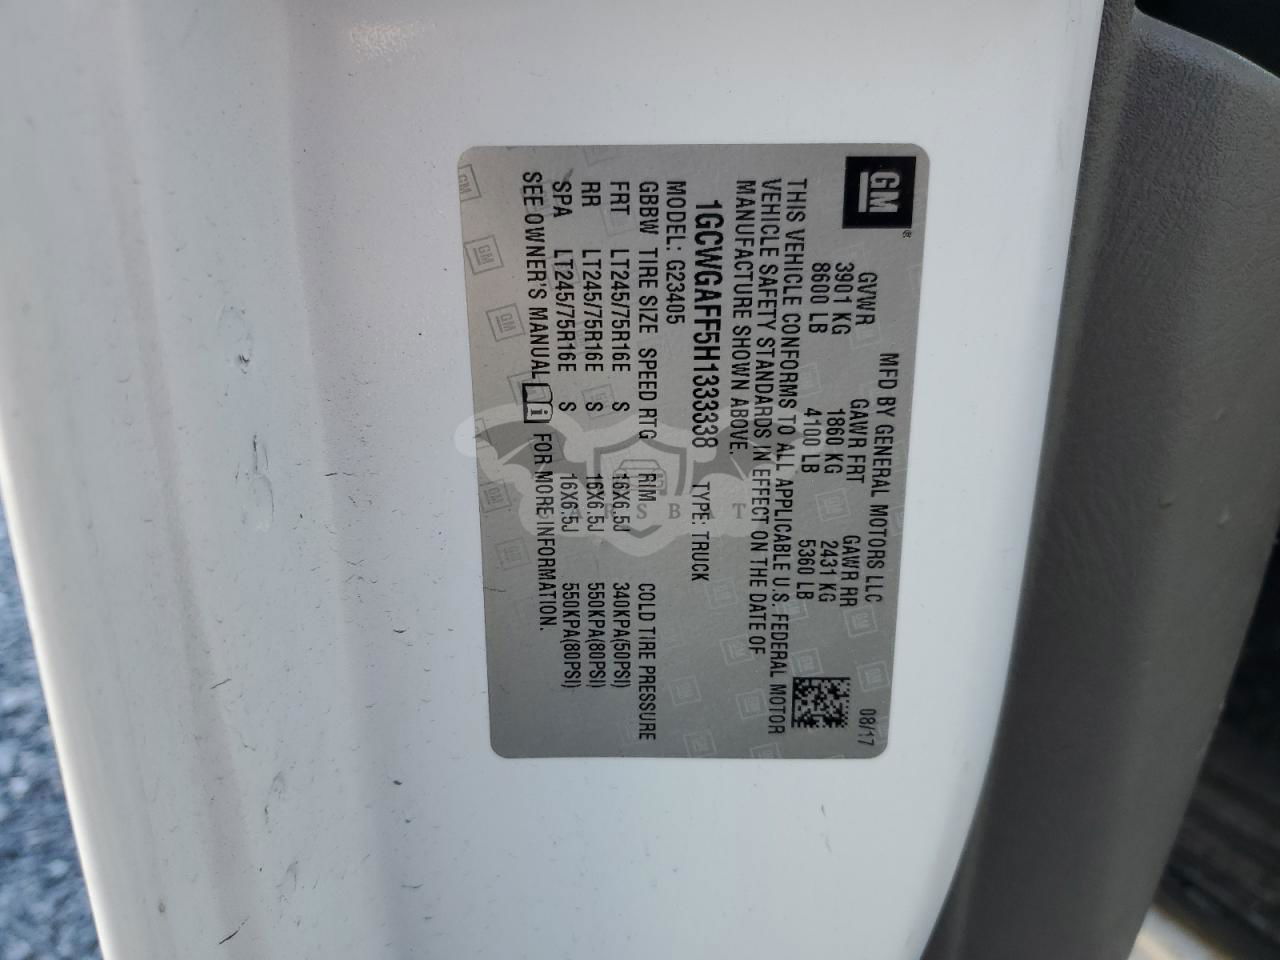 GM®
MFD BY GENERAL MOTORS LLC 08/17
GVWR GAWR FRT GAWR RR
3901 KG 1860 KG 2431 KG
8600 LB 4100 LB 5360 LB
THIS VEHICLE CONFORMS TO ALL APPLICABLE U.S. FEDERAL MOTOR
VEHICLE SAFETY STANDARDS IN EFFECT ON THE DATE OF
MANUFACTURE SHOWN ABOVE.
1GCWGAFF5H1333338 TYPE: TRUCK
MODEL: G23405
GBBW TIRE SIZE SPEED RTG RIM COLD TIRE PRESSURE
FRT LT245/75R16E S 16X6.5J 340KPA(50PSI)
RR LT245/75R16E S 16X6.5J 550KPA(80PSI)
SPA LT245/75R16E S 16X6.5J 550KPA(80PSI)
SEE OWNER'S MANUAL i FOR MORE INFORMATION.